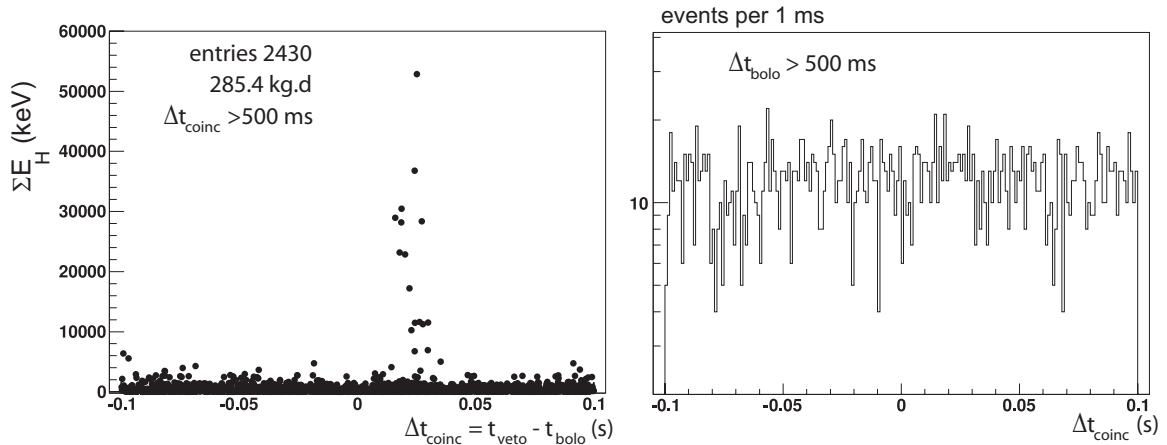 60000
50000
40000
30000
20000
10000
0
ΣE_H (keV)
entries 2430
285.4 kg.d
Δt_coinc >500 ms
-0.1 -0.05 0 0.05 0.1
Δt_coinc = t_veto - t_bolo (s)
events per 1 ms
Δt_bolo > 500 ms
10
-0.1 -0.05 0 0.05 0.1
Δt_coinc (s)